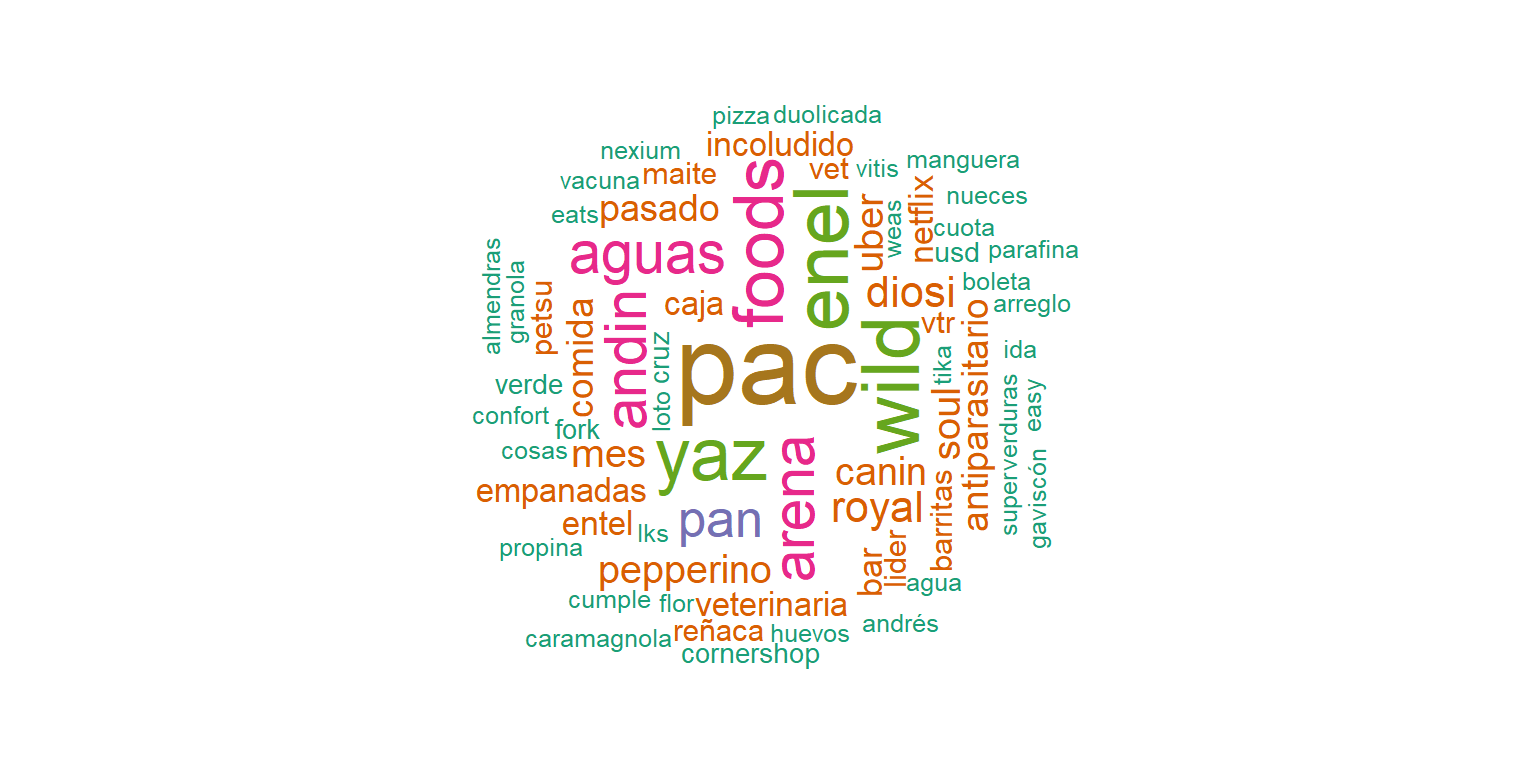 pizza
duolicada
incoludido
nexium
vet
vitis
manguera
vacuna
maite
foods
enel
nueces
eats
pasado
uber
weas
netflix
cuota
aguas
usd
parafina
almendras
granola
petsu
comida
andin
caja
diosi
boleta
arreglo
vtr
antiparasitario
loto
cruz
pac
wild
tika
ida
verde
soul
superverduras
easy
confort
fork
cosas
mes
yaz
arena
canin
barritas
gaviscón
empanadas
entel
lks
pan
royal
propina
pepperino
bar
lider
agua
cumple
flor
veterinaria
caramagnola
reñaca
huevos
andrés
cornershop